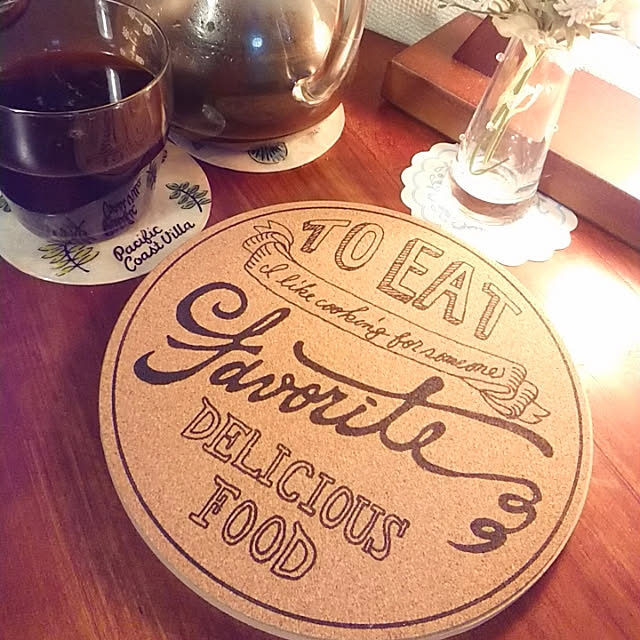 TO EAT
I like cooking for someone
Favorite
DELICIOUS
FOOD
Pacific
Coast Villa